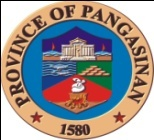 PROVINCE OF PANGASINAN
1580